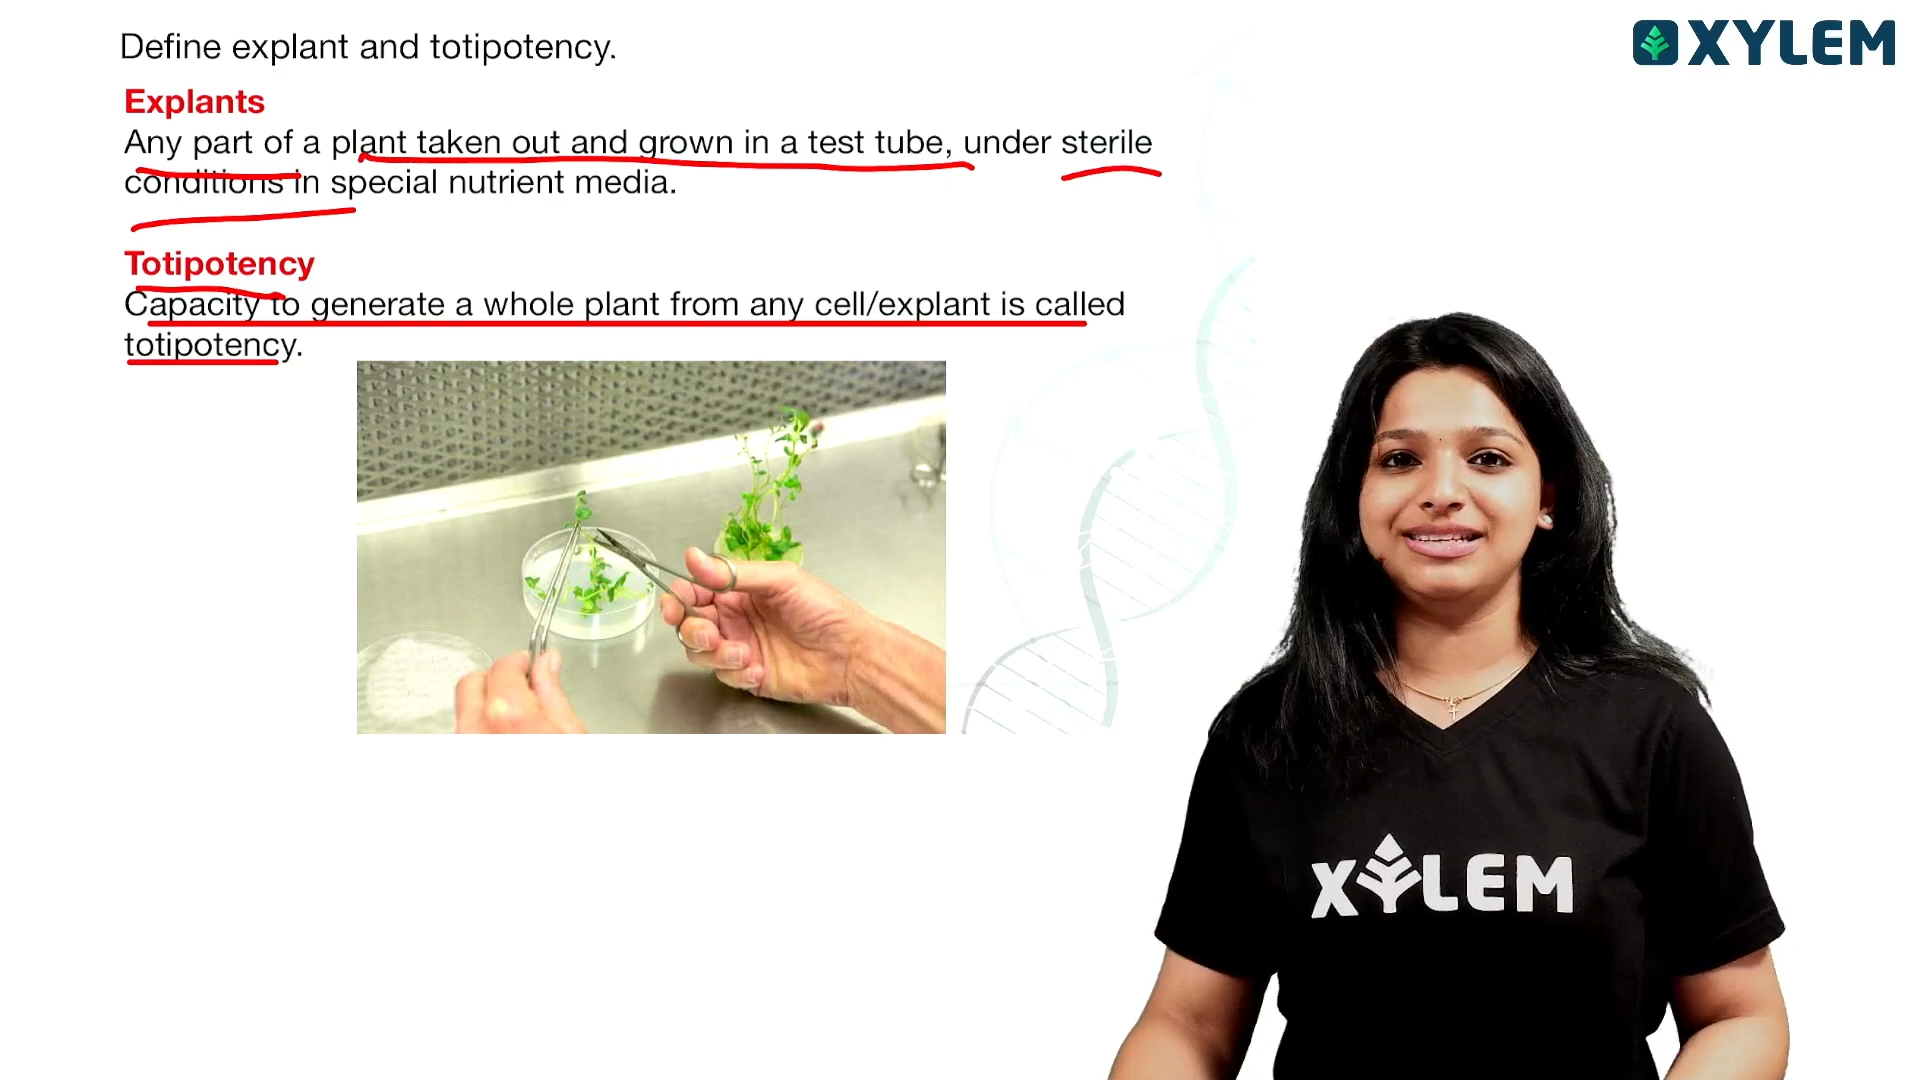 Define explant and totipotency.
XYLEM
Explants
Any part of a plant taken out and grown in a test tube, under sterile
conditions in special nutrient media.
Totipotency
Capacity to generate a whole plant from any cell/explant is called
totipotency.
XYLEM